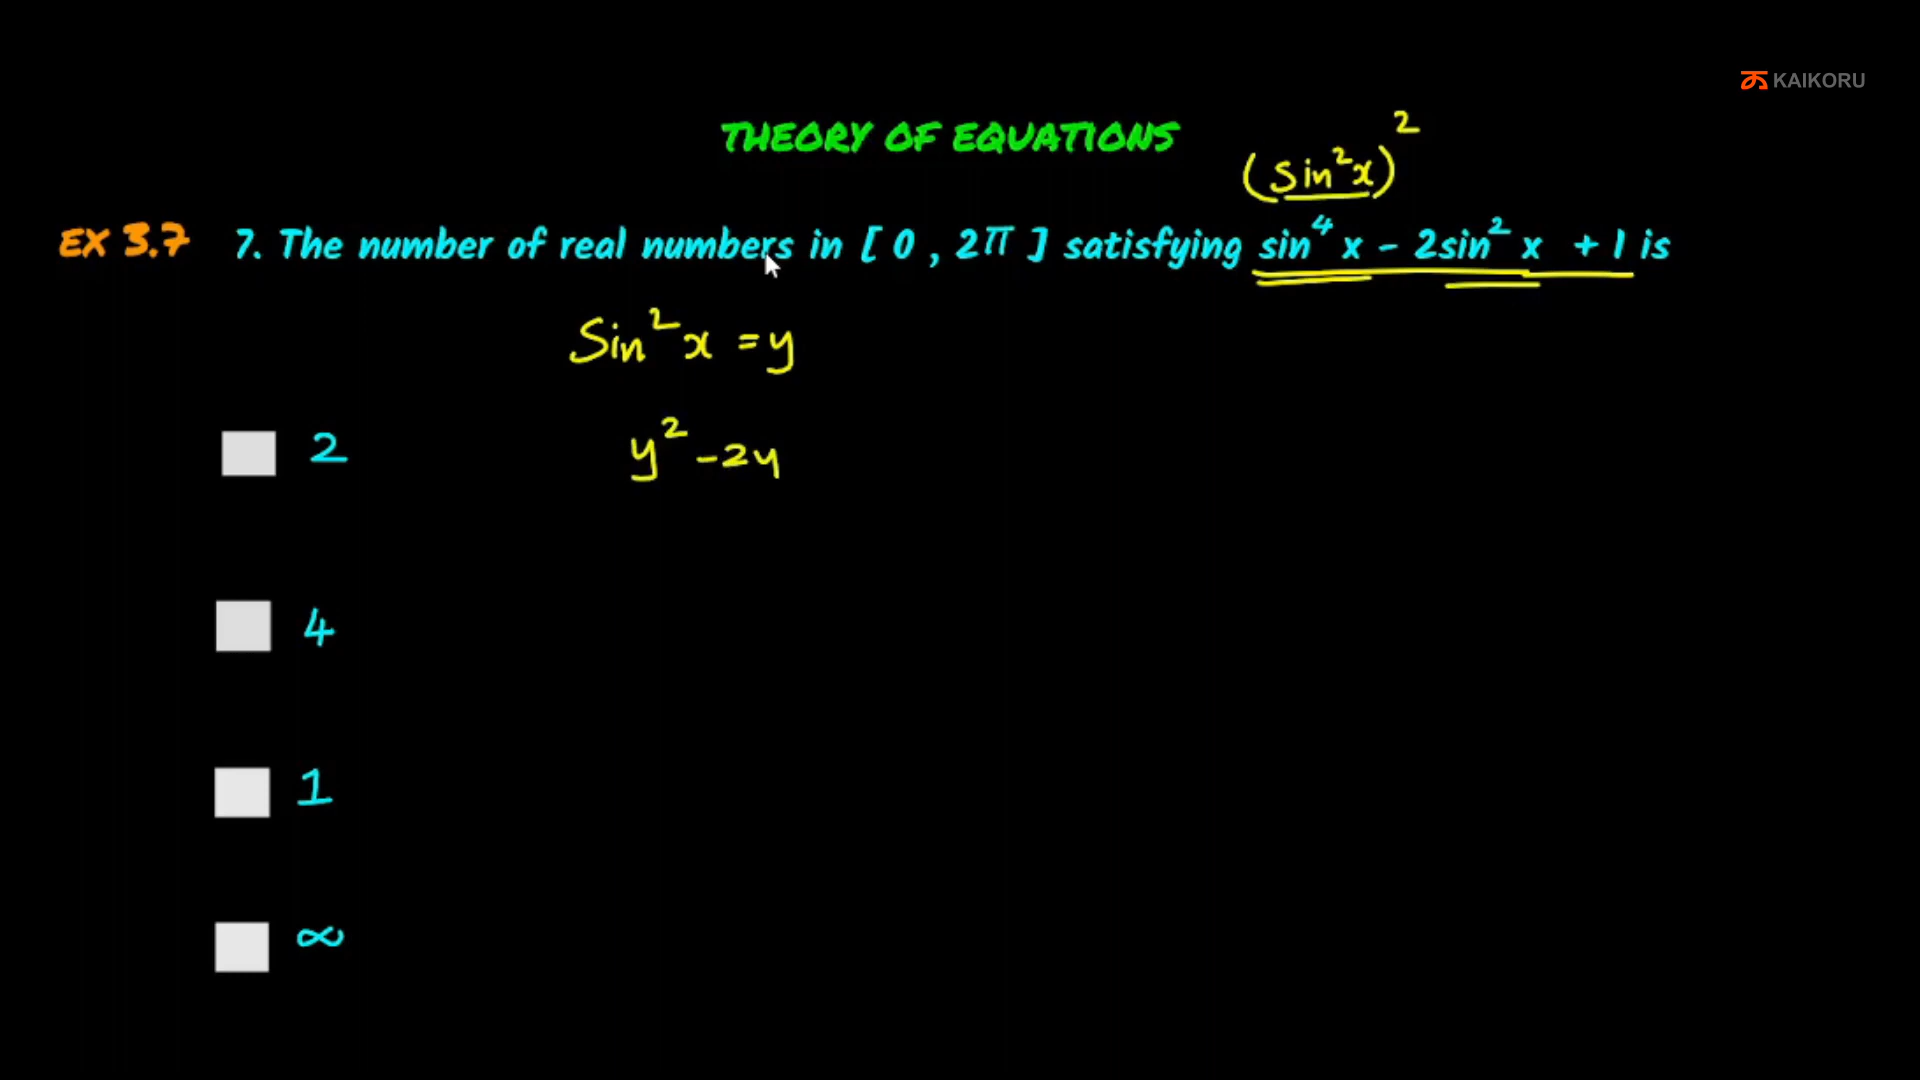 KAIKORU
THEORY OF EQUATIONS
(sin²x)²
EX 3.7 7. The number of real numbers in [ 0 , 2π ] satisfying sin⁴ x - 2sin² x + 1 is
Sin²x = y
2 y² - 2y
4
1
∞